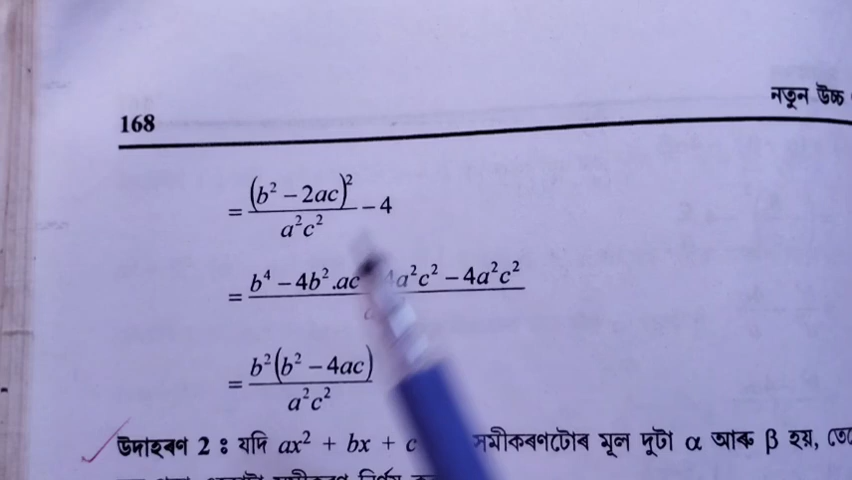 নতুন উচ্চ
168
= (b² – 2ac)² / a²c² – 4
= b⁴ – 4b².ac 4a²c² – 4a²c²
= b²(b² – 4ac) / a²c²
উদাহৰণ 2 : যদি ax² + bx + c সমীকৰণটোৰ মূল দুটা α আৰু β হয়,